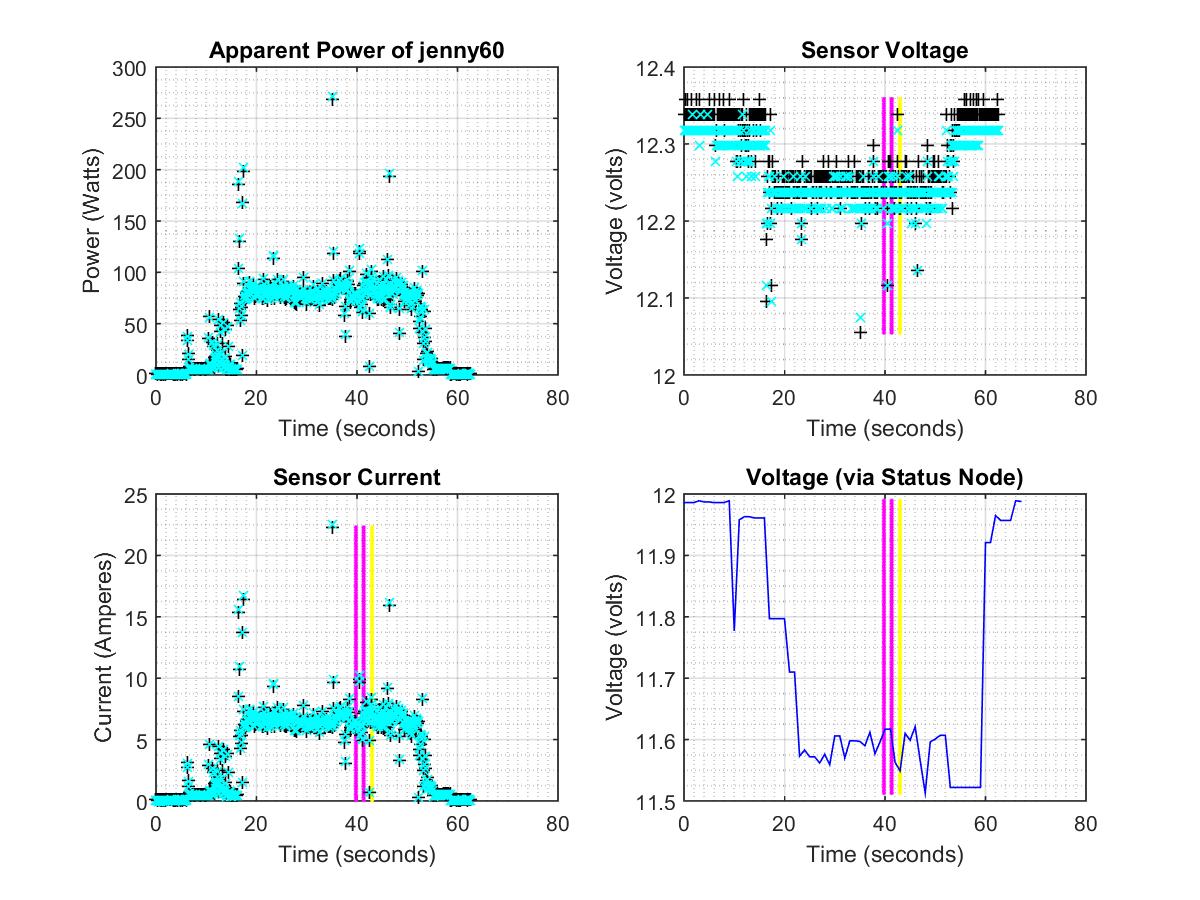 Apparent Power of jenny60
300
250
200
150
100
50
0
Power (Watts)
0 20 40 60 80
Time (seconds)
Sensor Voltage
12.4
12.3
12.2
12.1
12
Voltage (volts)
0 20 40 60 80
Time (seconds)
Sensor Current
25
20
15
10
5
0
Current (Amperes)
0 20 40 60 80
Time (seconds)
Voltage (via Status Node)
12
11.9
11.8
11.7
11.6
11.5
Voltage (volts)
0 20 40 60 80
Time (seconds)